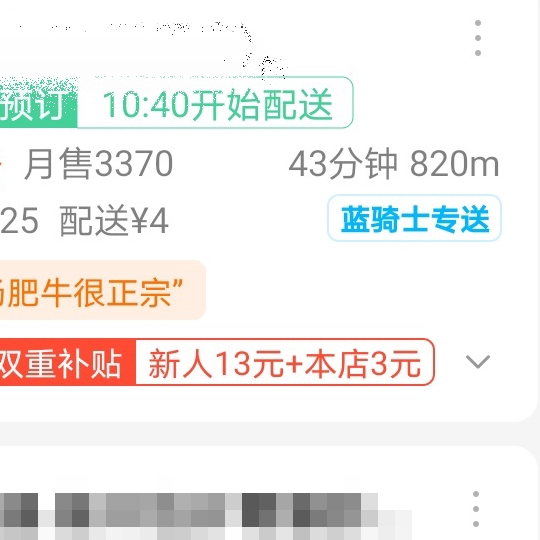 预订 10:40开始配送
月售3370 43分钟 820m
25 配送¥4 蓝骑士专送
肥牛很正宗”
双重补贴 新人13元+本店3元